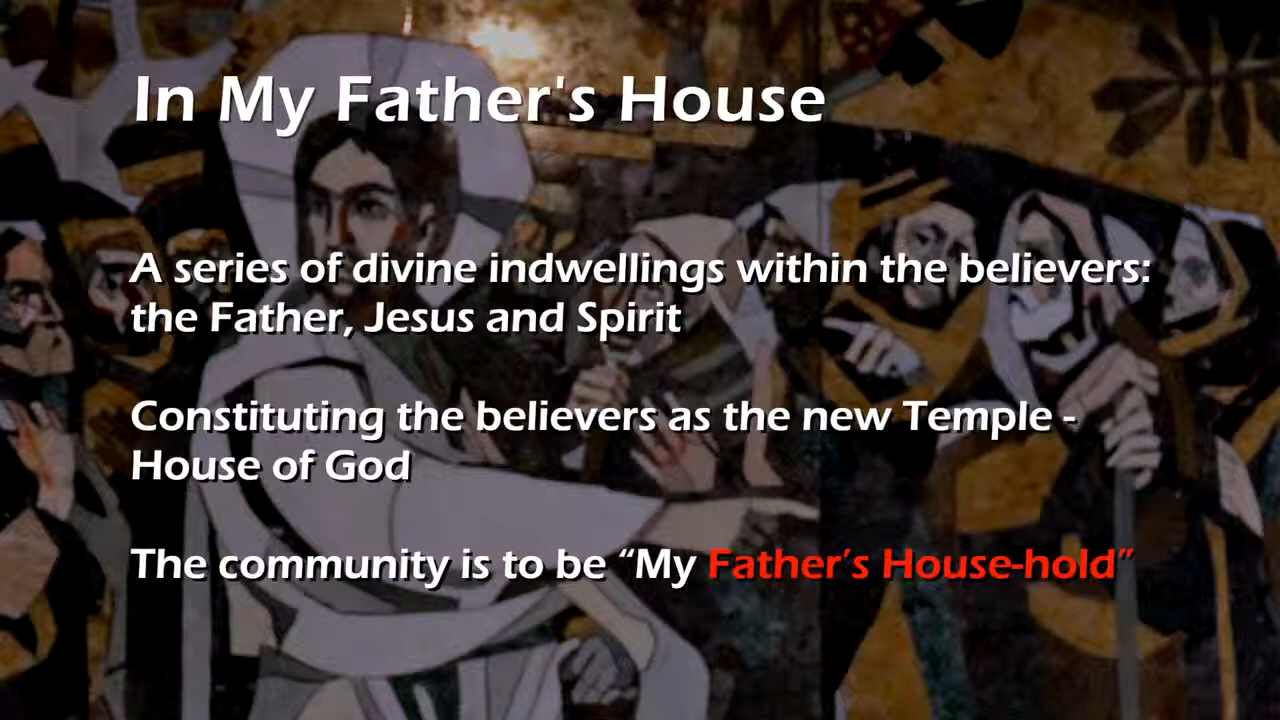 In My Father's House
A series of divine indwellings within the believers:
the Father, Jesus and Spirit
Constituting the believers as the new Temple -
House of God
The community is to be “My Father’s House-hold”